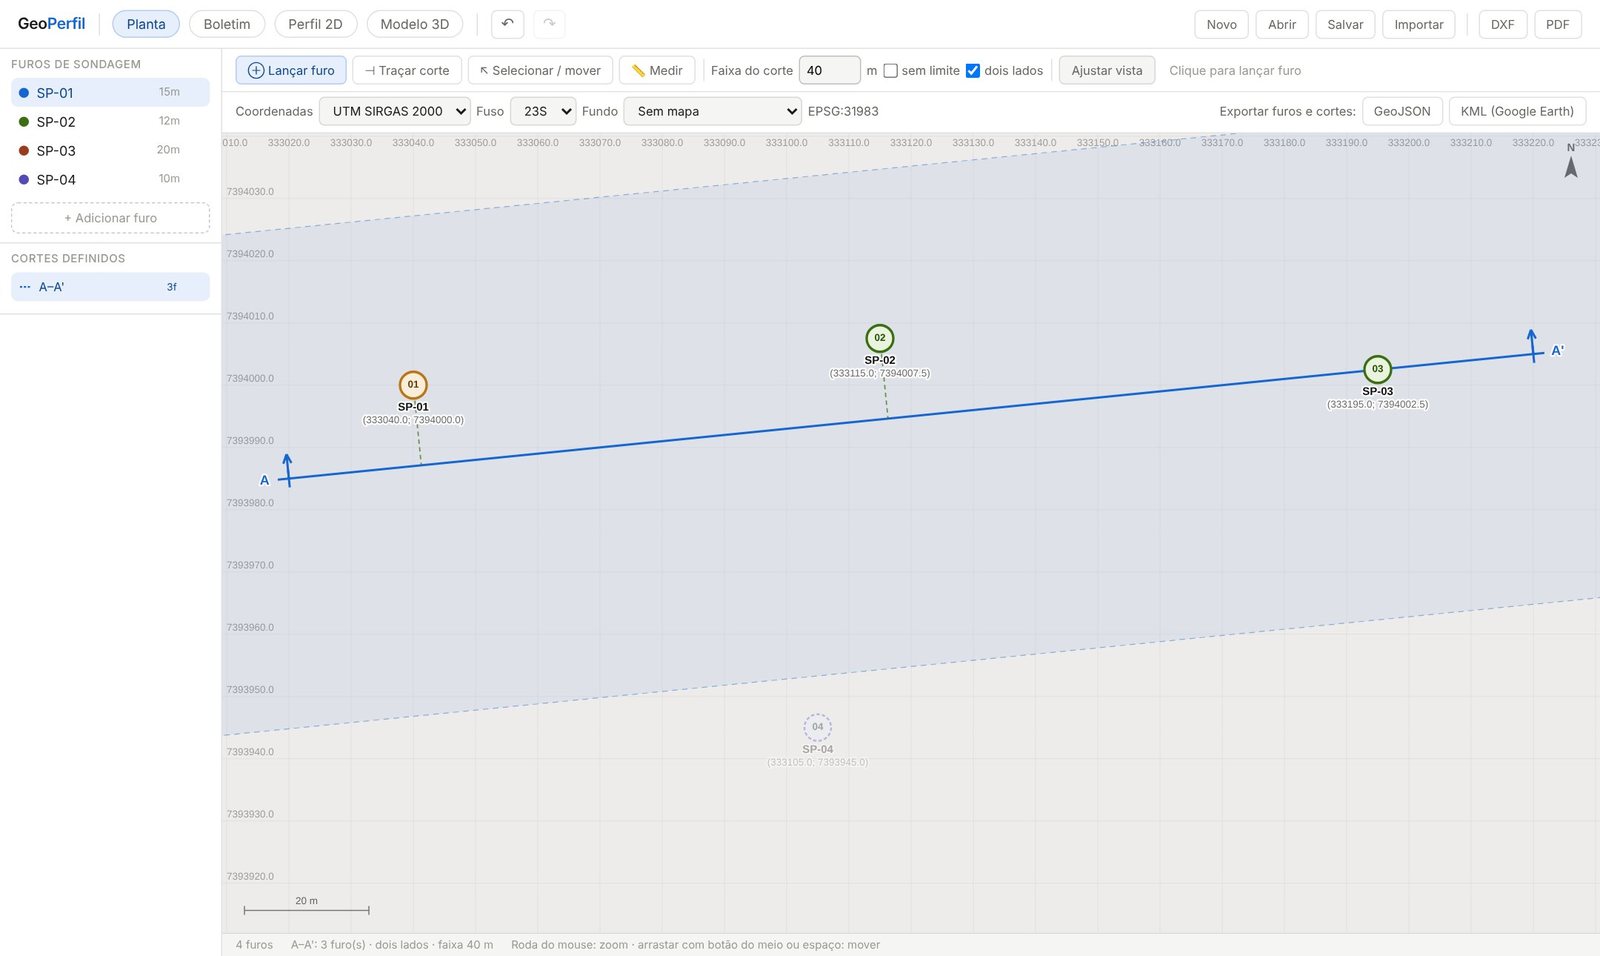 GeoPerfil Planta Boletim Perfil 2D Modelo 3D ↶ ↷ Novo Abrir Salvar Importar DXF PDF
FUROS DE SONDAGEM
SP-01 15m
SP-02 12m
SP-03 20m
SP-04 10m
+ Adicionar furo
CORTES DEFINIDOS
A–A' 3f
Lançar furo ⊣ Traçar corte ↖ Selecionar / mover 📏 Medir Faixa do corte 40 m sem limite dois lados Ajustar vista Clique para lançar furo
Coordenadas UTM SIRGAS 2000 Fuso 23S Fundo Sem mapa EPSG:31983 Exportar furos e cortes: GeoJSON KML (Google Earth)
010.0 333020.0 333030.0 333040.0 333050.0 333060.0 333070.0 333080.0 333090.0 333100.0 333110.0 333120.0 333130.0 333140.0 333150.0 333160.0 333170.0 333180.0 333190.0 333200.0 333210.0 333220.0 33323
N
7394030.0
7394020.0
7394010.0
02
SP-02
(333115.0; 7394007.5)
A'
03
SP-03
(333195.0; 7394002.5)
7394000.0
01
SP-01
(333040.0; 7394000.0)
7393990.0
A
7393980.0
7393970.0
7393960.0
7393950.0
04
SP-04
(333105.0; 7393945.0)
7393940.0
7393930.0
7393920.0
20 m
4 furos A–A': 3 furo(s) · dois lados · faixa 40 m Roda do mouse: zoom · arrastar com botão do meio ou espaço: mover